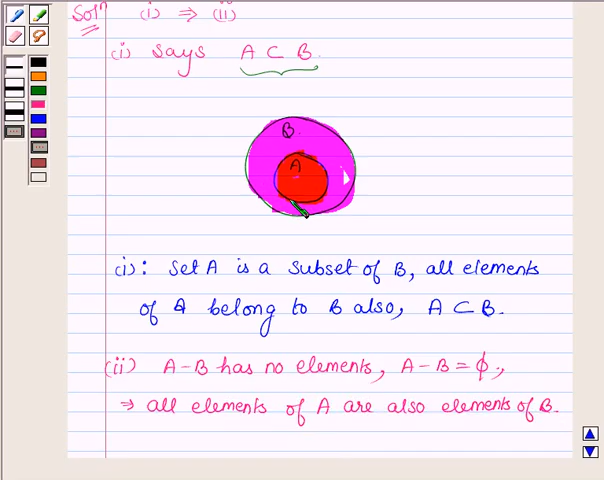 Soln (i) ⇒ (ii)
(i) Says A ⊂ B.
B
A
(i): Set A is a subset of B, all elements
of A belong to B also, A ⊂ B.
(ii) A-B has no elements, A-B = ϕ,
⇒ all elements of A are also elements of B.